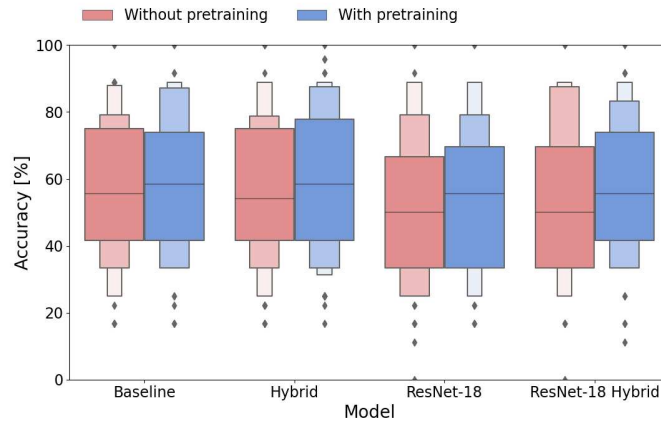 Without pretraining With pretraining
100
80
60
40
20
0
Accuracy [%]
Baseline Hybrid ResNet-18 ResNet-18 Hybrid
Model